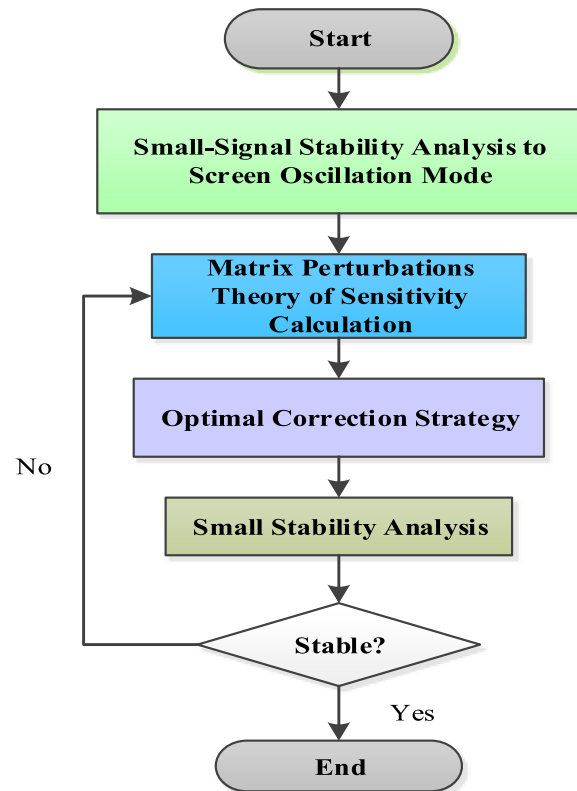 Start
Small-Signal Stability Analysis to
Screen Oscillation Mode
Matrix Perturbations
Theory of Sensitivity
Calculation
Optimal Correction Strategy
No
Small Stability Analysis
Stable?
Yes
End